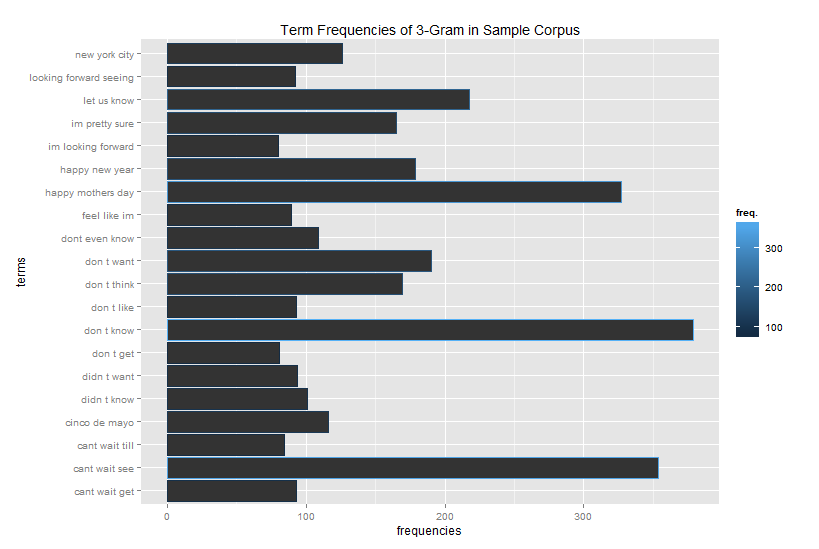 Term Frequencies of 3-Gram in Sample Corpus
new york city
looking forward seeing
let us know
im pretty sure
im looking forward
happy new year
happy mothers day
feel like im
dont even know
don t want
don t think
don t like
don t know
don t get
didn t want
didn t know
cinco de mayo
cant wait till
cant wait see
cant wait get
terms
0 100 200 300
frequencies
freq.
300
200
100